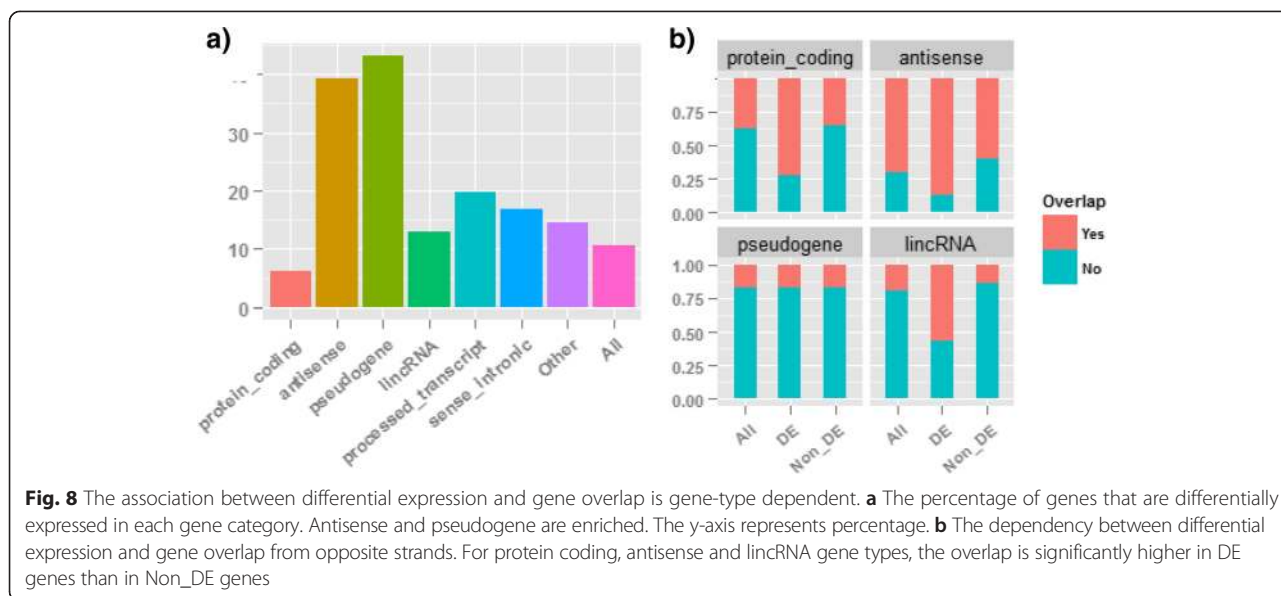 a)
30
20
10
0
protein_coding
antisense
pseudogene
lincRNA
processed_transcript
sense_intronic
Other
All
b)
protein_coding
antisense
0.75
0.50
0.25
0.00
pseudogene
lincRNA
1.00
0.75
0.50
0.25
0.00
All
DE
Non_DE
All
DE
Non_DE
Overlap
Yes
No
Fig. 8 The association between differential expression and gene overlap is gene-type dependent. a The percentage of genes that are differentially
expressed in each gene category. Antisense and pseudogene are enriched. The y-axis represents percentage. b The dependency between differential
expression and gene overlap from opposite strands. For protein coding, antisense and lincRNA gene types, the overlap is significantly higher in DE
genes than in Non_DE genes